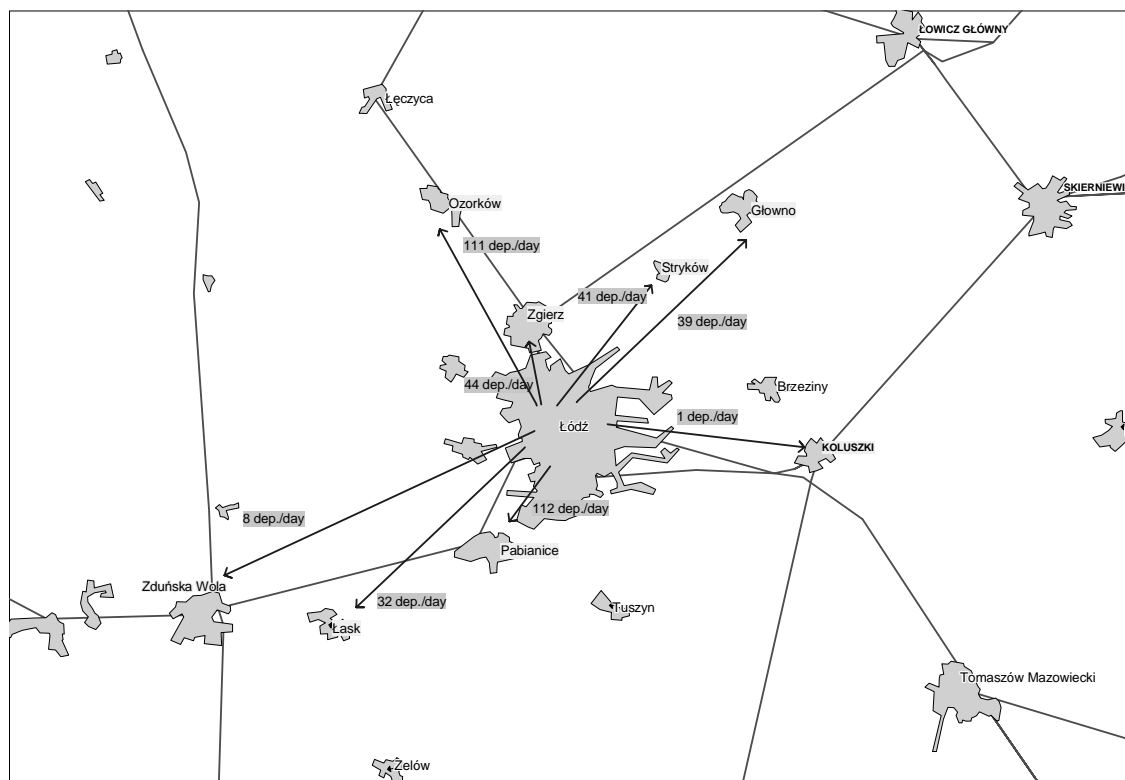 ŁOWICZ GŁÓWNY
Łęczyca
SKIERNIEWI
Ozorków
Głowno
111 dep./day
Stryków
41 dep./day
Zgierz
39 dep./day
44 dep./day
Brzeziny
1 dep./day
Łódź
KOLUSZKI
112 dep./day
8 dep./day
Pabianice
Zduńska Wola
32 dep./day
Tuszyn
Łask
Tomaszów Mazowiecki
Żelów